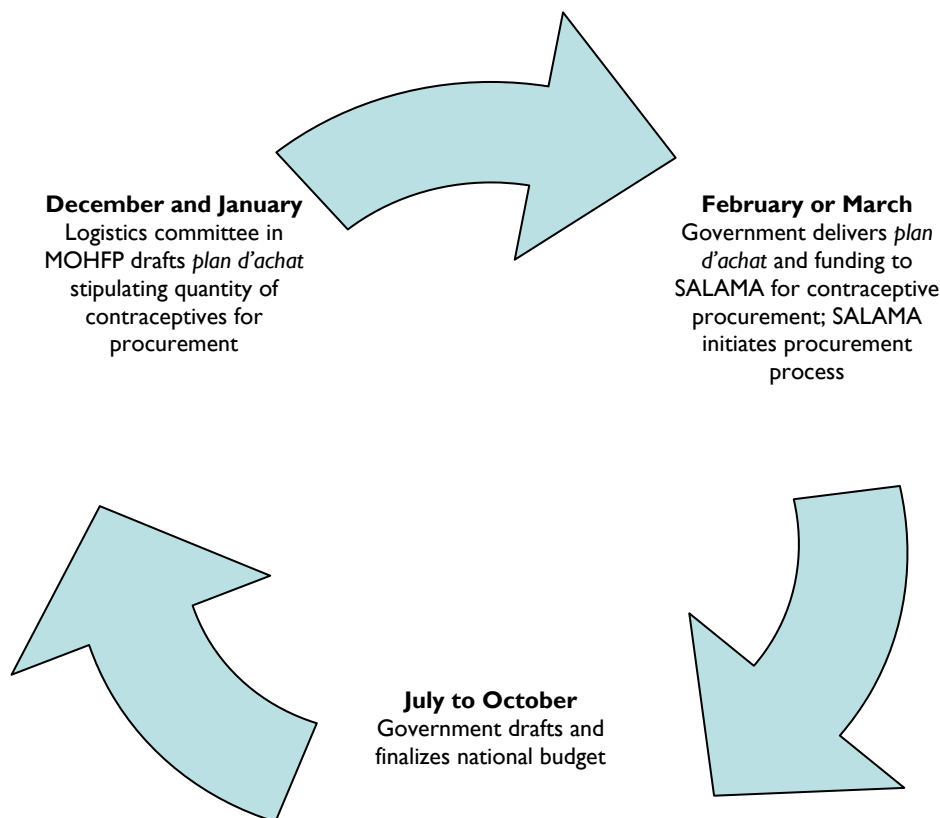 December and January
Logistics committee in
MOHFP drafts plan d’achat
stipulating quantity of
contraceptives for
procurement
February or March
Government delivers plan
d’achat and funding to
SALAMA for contraceptive
procurement; SALAMA
initiates procurement
process
July to October
Government drafts and
finalizes national budget